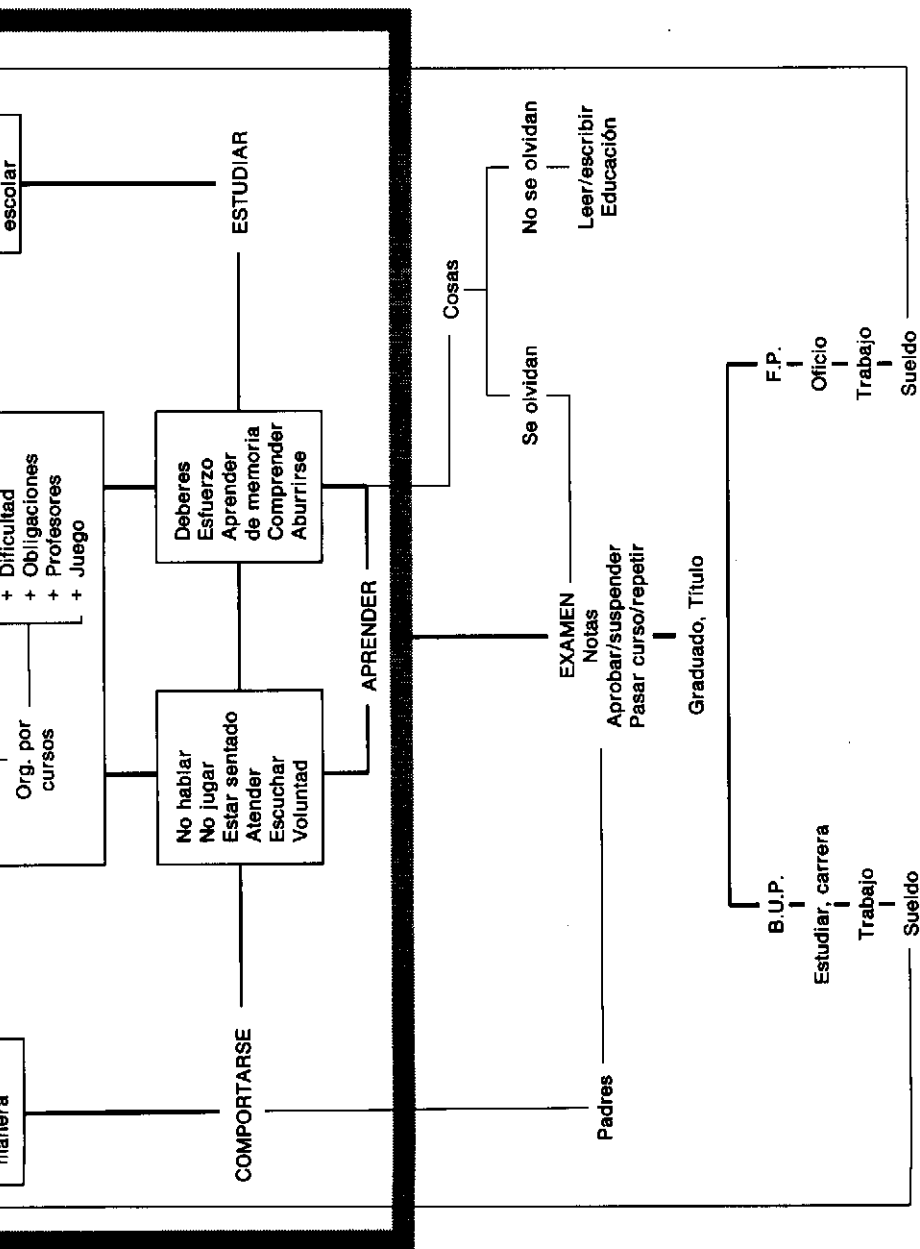 manera
Org. por
cursos
+ Dificultad
+ Obligaciones
+ Profesores
+ Juego
escolar
COMPORTARSE
No hablar
No jugar
Estar sentado
Atender
Escuchar
Voluntad
Deberes
Esfuerzo
Aprender
de memoria
Comprender
Aburrirse
ESTUDIAR
APRENDER
Cosas
Se olvidan
No se olvidan
Leer/escribir
Educación
Padres
EXAMEN
Notas
Aprobar/suspender
Pasar curso/repetir
Graduado, Título
B.U.P.
Estudiar, carrera
Trabajo
Sueldo
F.P.
Oficio
Trabajo
Sueldo